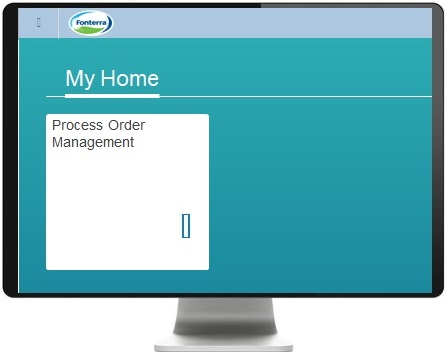 Fonterra
My Home
Process Order
Management